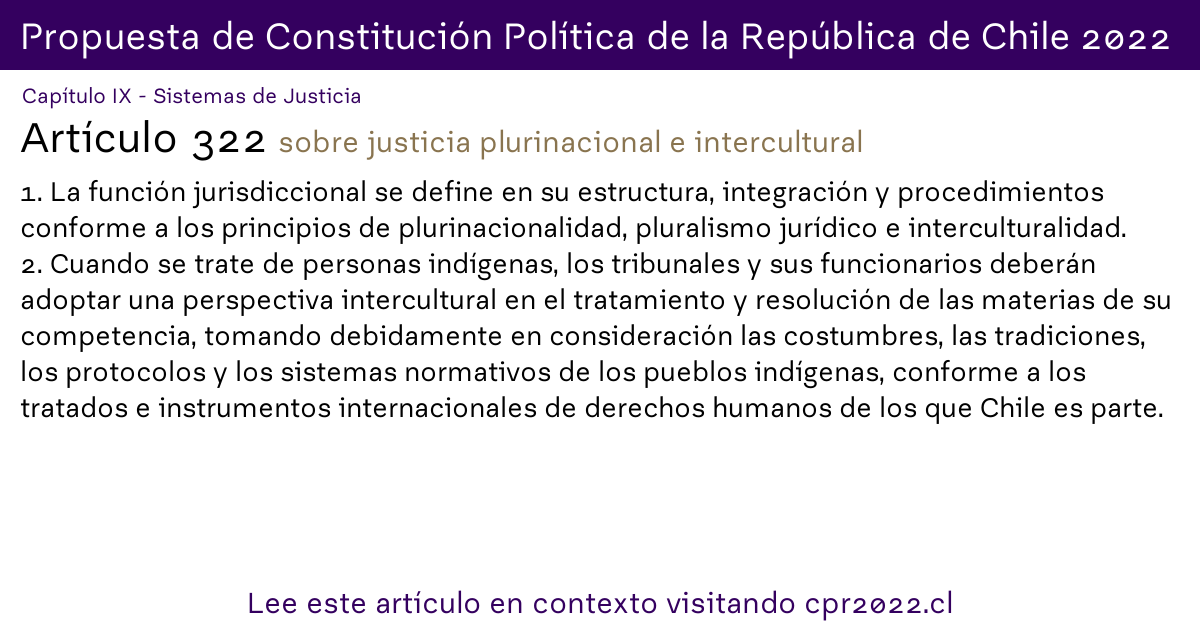 Propuesta de Constitución Política de la República de Chile 2022
Capítulo IX - Sistemas de Justicia
Artículo 322 sobre justicia plurinacional e intercultural
1. La función jurisdiccional se define en su estructura, integración y procedimientos
conforme a los principios de plurinacionalidad, pluralismo jurídico e interculturalidad.
2. Cuando se trate de personas indígenas, los tribunales y sus funcionarios deberán
adoptar una perspectiva intercultural en el tratamiento y resolución de las materias de su
competencia, tomando debidamente en consideración las costumbres, las tradiciones,
los protocolos y los sistemas normativos de los pueblos indígenas, conforme a los
tratados e instrumentos internacionales de derechos humanos de los que Chile es parte.
Lee este artículo en contexto visitando cpr2022.cl